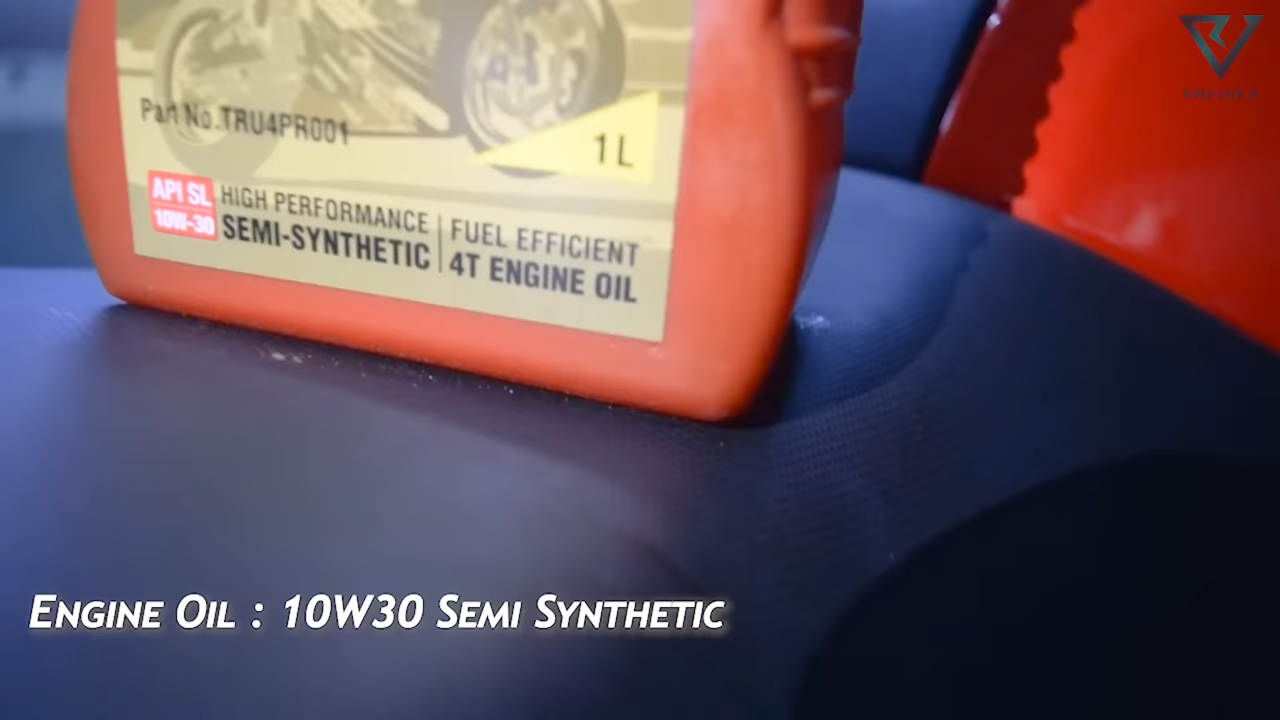 Part No.TRU4PR001
1 L
API SL
10W-30
HIGH PERFORMANCE
SEMI-SYNTHETIC
FUEL EFFICIENT
4T ENGINE OIL
ENGINE OIL : 10W30 SEMI SYNTHETIC